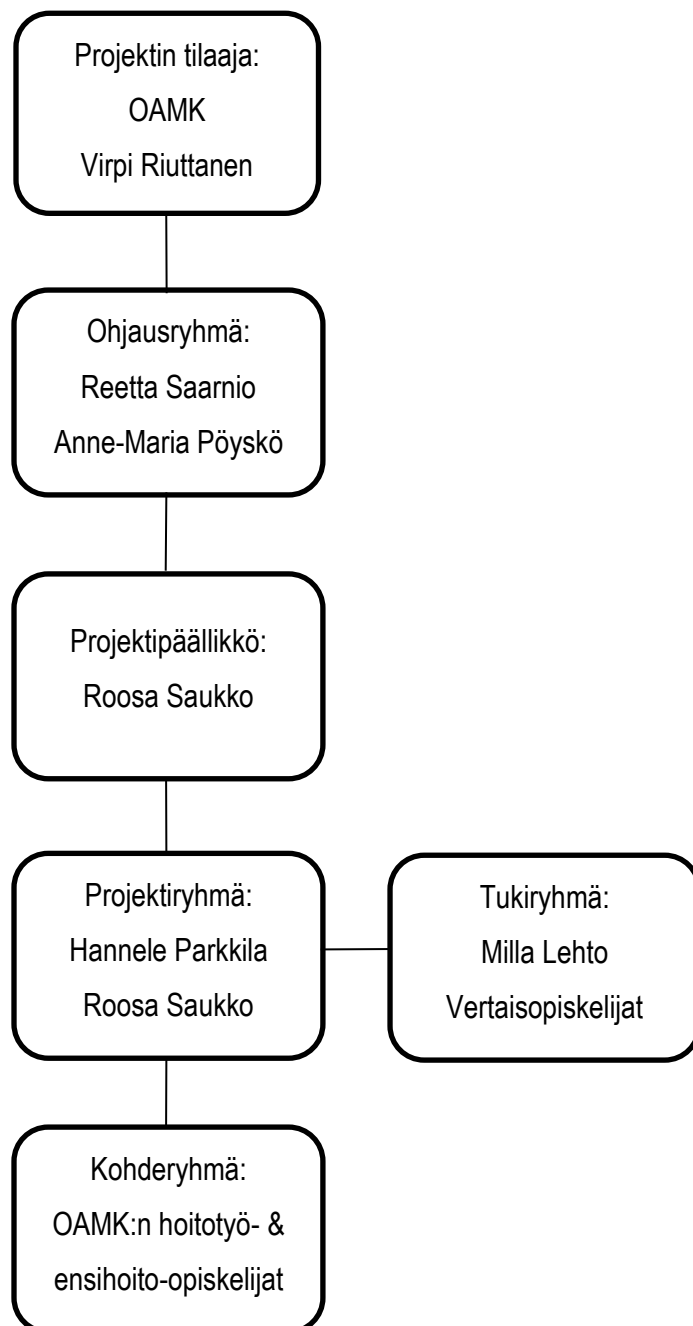 Projektin tilaaja:
OAMK
Virpi Riuttanen
Ohjausryhmä:
Reetta Saarnio
Anne-Maria Pöyskö
Projektipäällikkö:
Roosa Saukko
Projektiryhmä:
Hannele Parkkila
Roosa Saukko
Tukiryhmä:
Milla Lehto
Vertaisopiskelijat
Kohderyhmä:
OAMK:n hoitotyö- &
ensihoito-opiskelijat